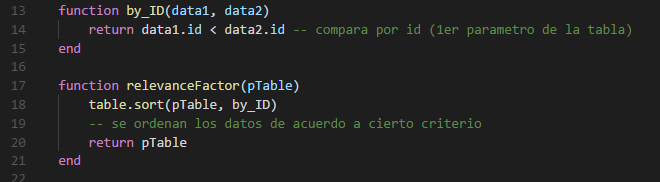 13 function by_ID(data1, data2)
14     return data1.id < data2.id -- compara por id (1er parametro de la tabla)
15 end
16
17 function relevanceFactor(pTable)
18     table.sort(pTable, by_ID)
19     -- se ordenan los datos de acuerdo a cierto criterio
20     return pTable
21 end
22